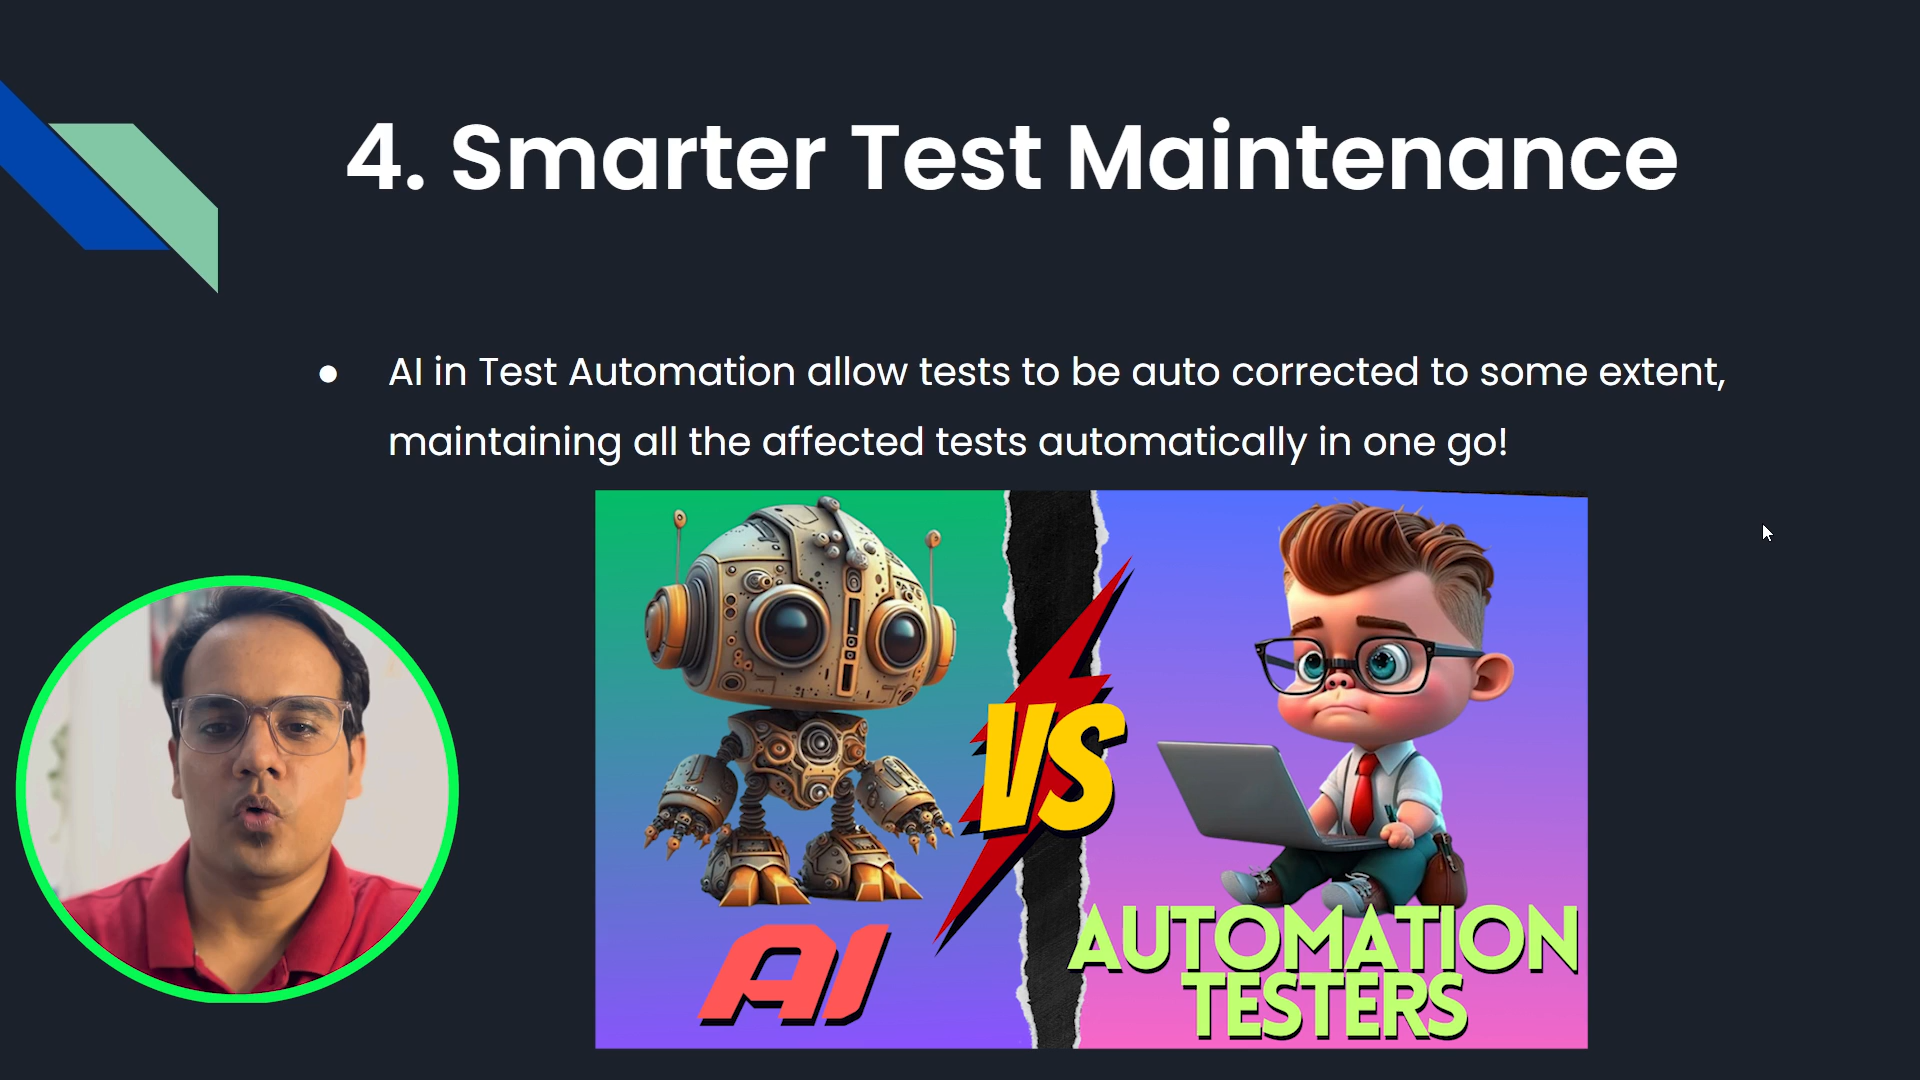 4. Smarter Test Maintenance
● AI in Test Automation allow tests to be auto corrected to some extent,
maintaining all the affected tests automatically in one go!
VS
AI
AUTOMATION
TESTERS